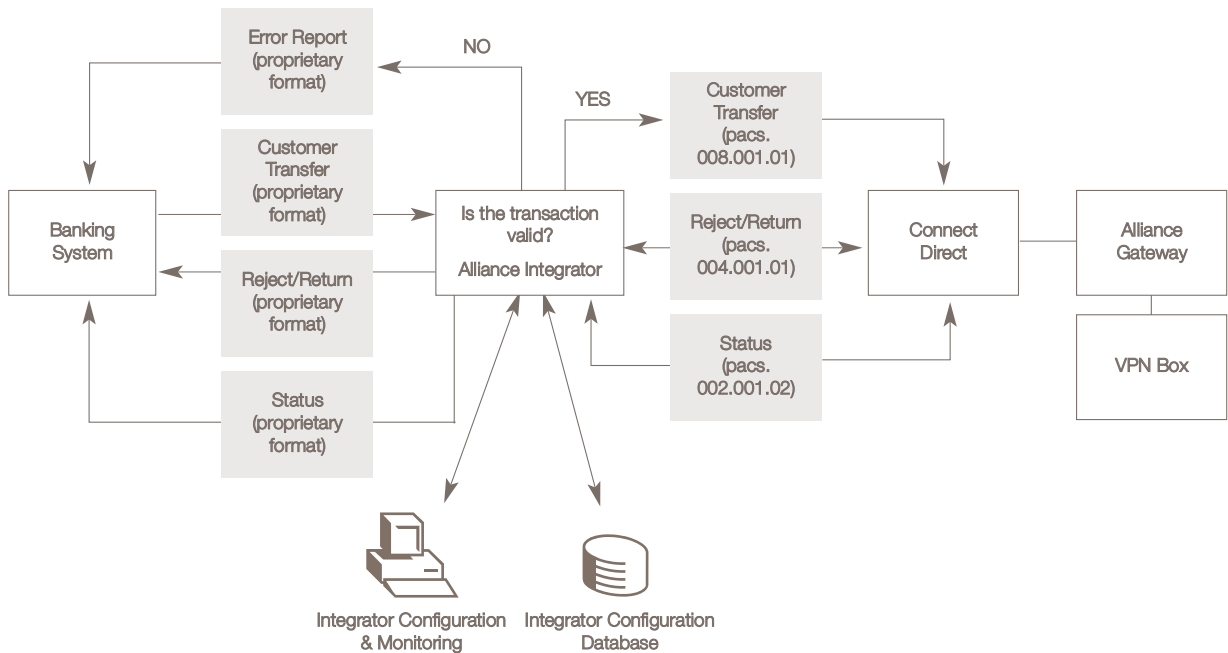 Error Report
(proprietary
format)
NO
Customer
Transfer
(proprietary
format)
Banking
System
Reject/Return
(proprietary
format)
Status
(proprietary
format)
Is the transaction
valid?
Alliance Integrator
YES
Customer
Transfer
(pacs.
008.001.01)
Reject/Return
(pacs.
004.001.01)
Status
(pacs.
002.001.02)
Connect
Direct
Alliance
Gateway
VPN Box
Integrator Configuration
& Monitoring
Integrator Configuration
Database